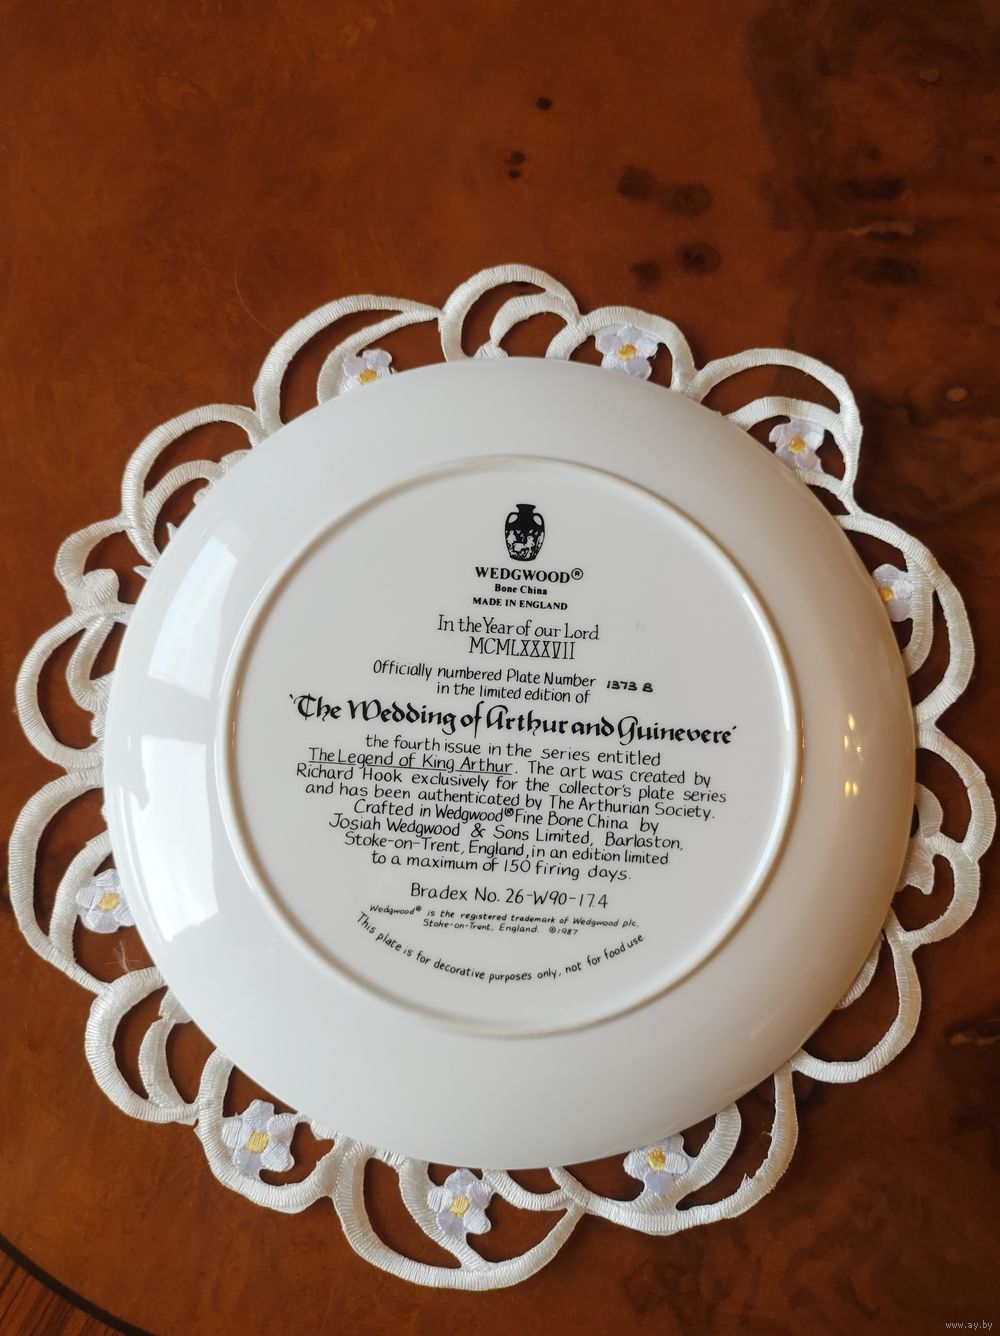 WEDGWOOD®
Bone China
MADE IN ENGLAND
In the Year of our Lord
MCMLXXXVII
Officially numbered Plate Number 1373 B
in the limited edition of
'The Wedding of Arthur and Guinevere'
the fourth issue in the series entitled
The Legend of King Arthur. The art was created by
Richard Hook exclusively for the collector's plate series
and has been authenticated by The Arthurian Society.
Crafted in Wedgwood® Fine Bone China by
Josiah Wedgwood & Sons Limited, Barlaston,
Stoke-on-Trent, England, in an edition limited
to a maximum of 150 firing days.
Bradex No. 26-W90-17.4
Wedgwood® is the registered trademark of Wedgwood plc,
Stoke-on-Trent, England. ©1987
This plate is for decorative purposes only, not for food use.
www.ay.by